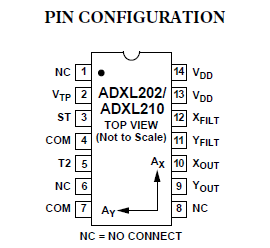 PIN CONFIGURATION
NC 1 14 VDD
VTP 2 ADXL202/ 13 VDD
ADXL210
ST 3 TOP VIEW 12 XFILT
COM 4 (Not to Scale) 11 YFILT
T2 5 AX 10 XOUT
NC 6 9 YOUT
COM 7 AY 8 NC
NC = NO CONNECT